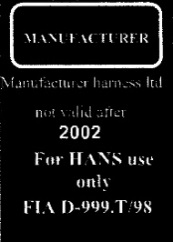 MANUFACTURER
Manufacturer harness ltd
not valid after
2002
For HANS use
only
FIA D-999.T/98